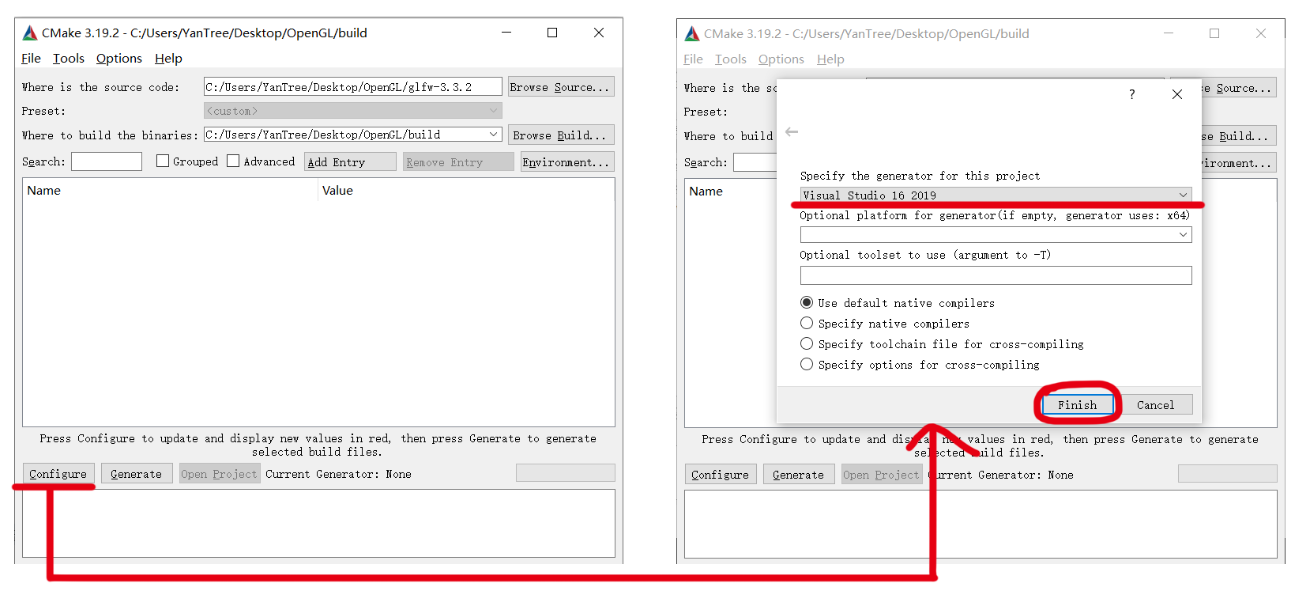 CMake 3.19.2 - C:/Users/YanTree/Desktop/OpenGL/build
File Tools Options Help
Where is the source code: C:/Users/YanTree/Desktop/OpenGL/glfw-3.3.2 Browse Source...
Preset: <custom>
Where to build the binaries: C:/Users/YanTree/Desktop/OpenGL/build Browse Build...
Search: Grouped Advanced Add Entry Remove Entry Environment...
Name Value
Press Configure to update and display new values in red, then press Generate to generate
selected build files.
Configure Generate Open Project Current Generator: None
CMake 3.19.2 - C:/Users/YanTree/Desktop/OpenGL/build
File Tools Options Help
Where is the so e Source...
Preset:
Where to build se Build...
Search: ironment...
Name
?
Specify the generator for this project
Visual Studio 16 2019
Optional platform for generator(if empty, generator uses: x64)
Optional toolset to use (argument to -T)
Use default native compilers
Specify native compilers
Specify toolchain file for cross-compiling
Specify options for cross-compiling
Finish Cancel
Press Configure to update and display new values in red, then press Generate to generate
selected build files.
Configure Generate Open Project Current Generator: None